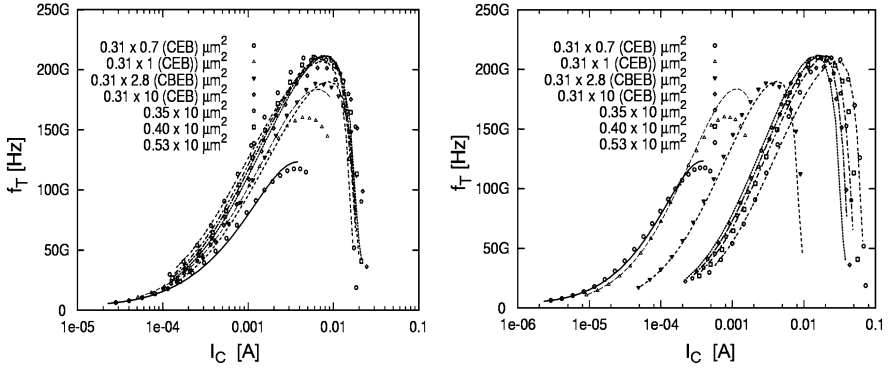 250G
200G
150G
100G
50G
0
f_T [Hz]
0.31 x 0.7 (CEB) μm²
0.31 x 1 (CEB)) μm²
0.31 x 2.8 (CBEB) μm²
0.31 x 10 (CEB) μm²
0.35 x 10 μm²
0.40 x 10 μm²
0.53 x 10 μm²
1e-05 1e-04 0.001 0.01 0.1
I_C [A]
250G
200G
150G
100G
50G
0
f_T [Hz]
0.31 x 0.7 (CEB) μm²
0.31 x 1 (CEB)) μm²
0.31 x 2.8 (CBEB) μm²
0.31 x 10 (CEB) μm²
0.35 x 10 μm²
0.40 x 10 μm²
0.53 x 10 μm²
1e-06 1e-05 1e-04 0.001 0.01 0.1
I_C [A]